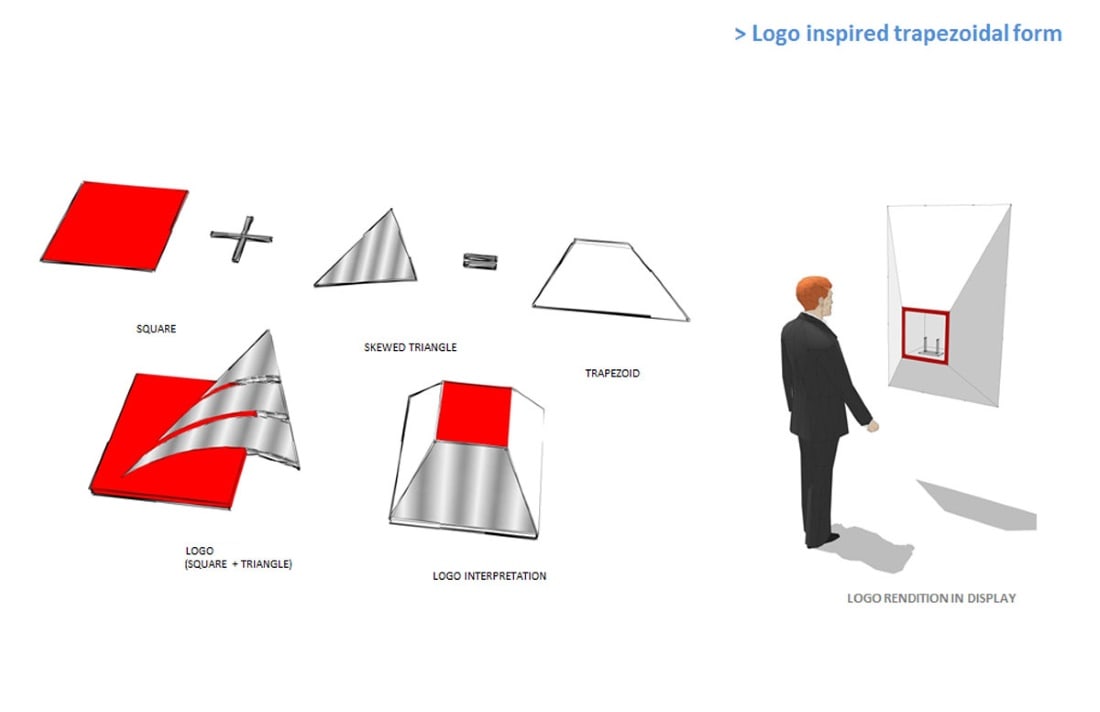 > Logo inspired trapezoidal form
SQUARE
SKEWED TRIANGLE
TRAPEZOID
LOGO
(SQUARE + TRIANGLE)
LOGO INTERPRETATION
LOGO RENDITION IN DISPLAY